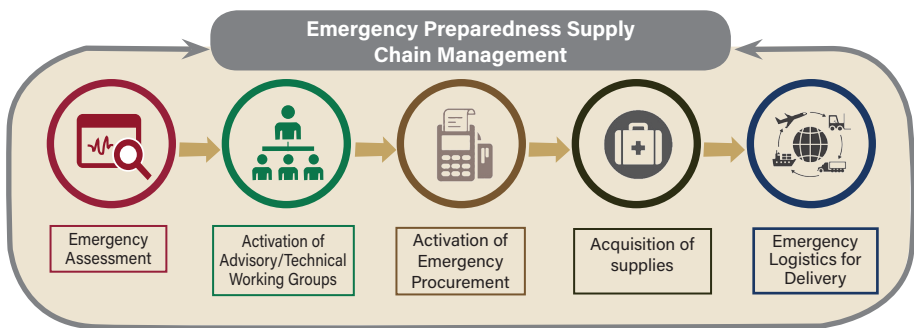 Emergency Preparedness Supply
Chain Management
Emergency
Assessment
Activation of
Advisory/Technical
Working Groups
Activation of
Emergency
Procurement
Acquisition of
supplies
Emergency
Logistics for
Delivery